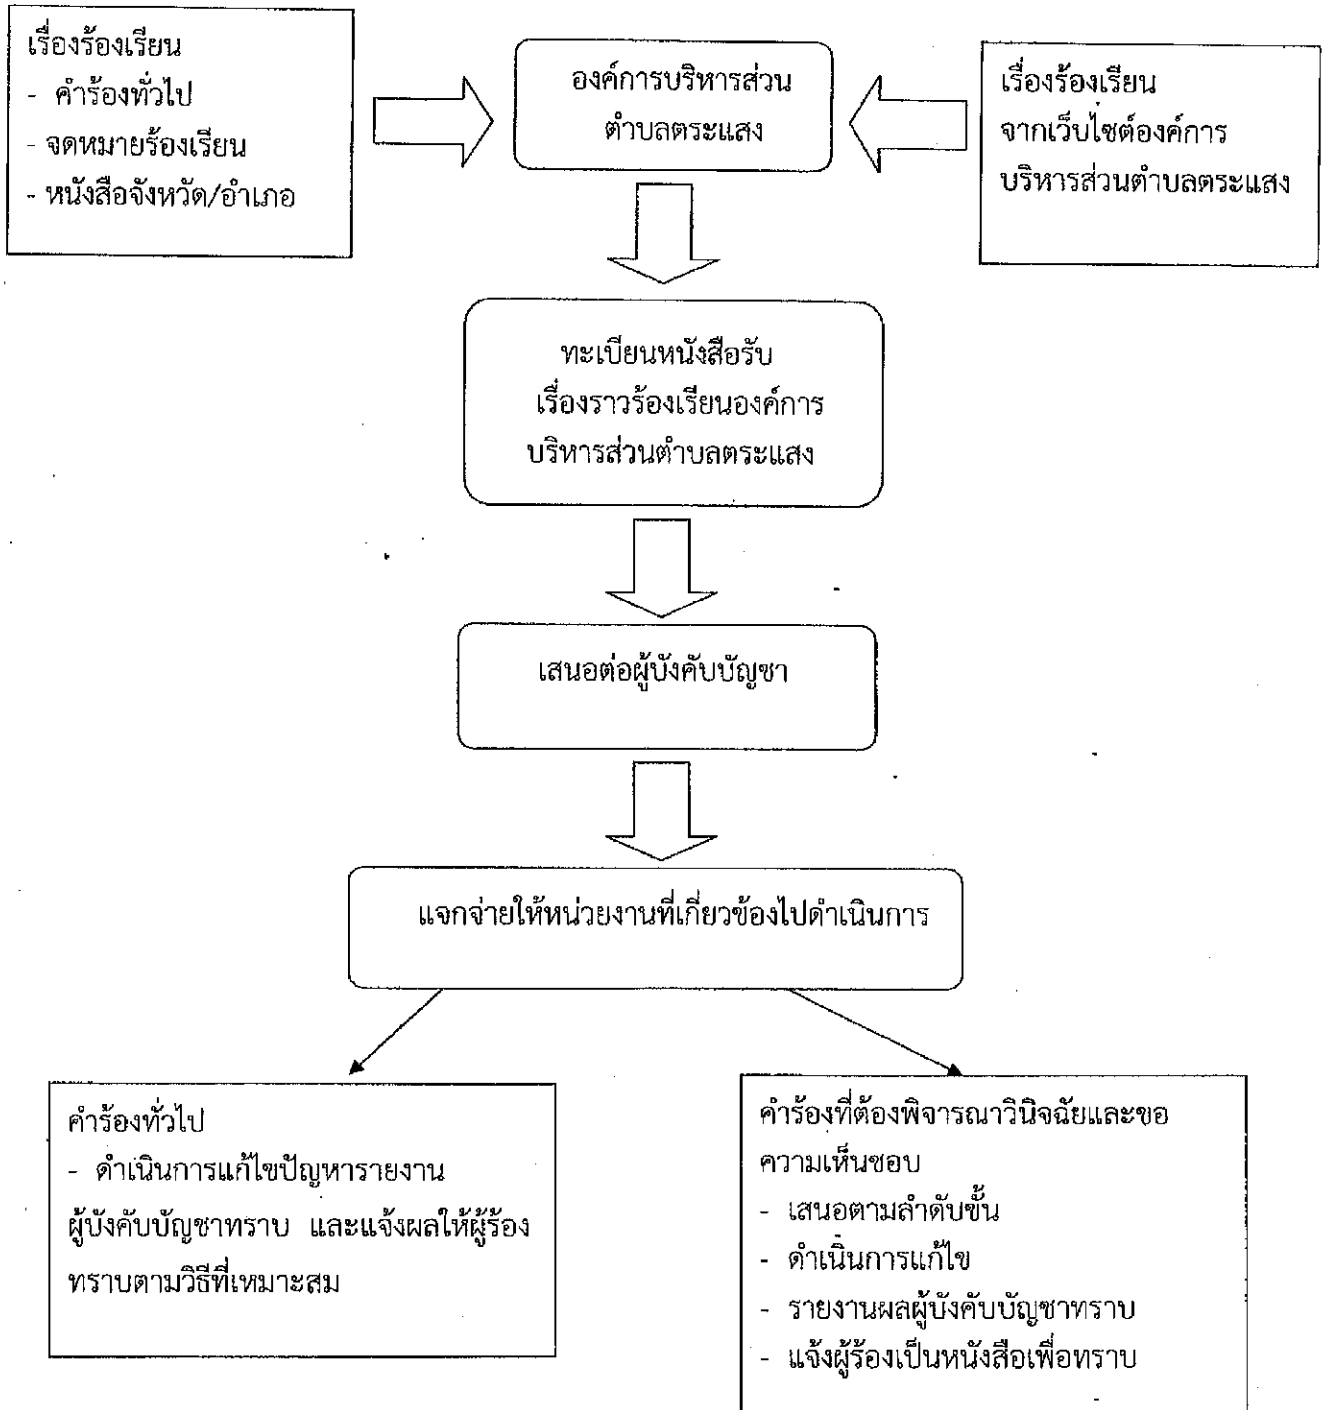 เรื่องร้องเรียน
- คำร้องทั่วไป
- จดหมายร้องเรียน
- หนังสือจังหวัด/อำเภอ
องค์การบริหารส่วน
ตำบลตระแสง
เรื่องร้องเรียน
จากเว็บไซต์องค์การ
บริหารส่วนตำบลตระแสง
ทะเบียนหนังสือรับ
เรื่องราวร้องเรียนองค์การ
บริหารส่วนตำบลตระแสง
เสนอต่อผู้บังคับบัญชา
แจกจ่ายให้หน่วยงานที่เกี่ยวข้องไปดำเนินการ
คำร้องทั่วไป
- ดำเนินการแก้ไขปัญหารายงาน
ผู้บังคับบัญชาทราบ และแจ้งผลให้ผู้ร้อง
ทราบตามวิธีที่เหมาะสม
คำร้องที่ต้องพิจารณาวินิจฉัยและขอ
ความเห็นชอบ
- เสนอตามลำดับขั้น
- ดำเนินการแก้ไข
- รายงานผลผู้บังคับบัญชาทราบ
- แจ้งผู้ร้องเป็นหนังสือเพื่อทราบ